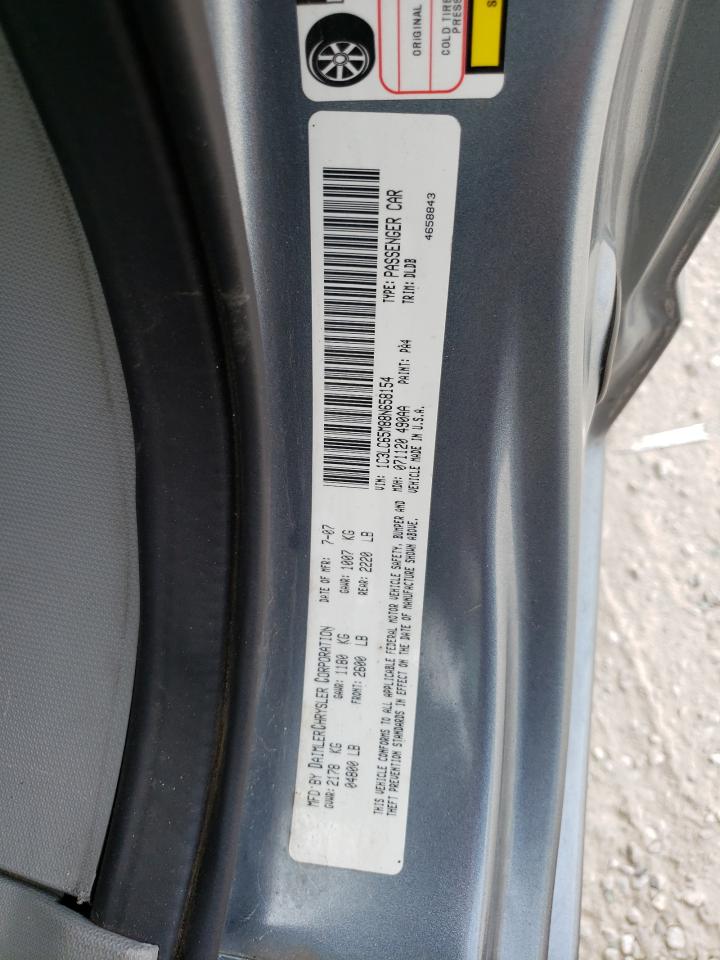 MFD BY DAIMLERCHRYSLER CORPORATION DATE OF MFR: 7-07
GVWR: 2178 KG GAWR: 1180 KG GAWR: 1007 KG
04800 LB FRONT: 2600 LB REAR: 2220 LB
THIS VEHICLE CONFORMS TO ALL APPLICABLE FEDERAL MOTOR VEHICLE SAFETY, BUMPER AND
THEFT PREVENTION STANDARDS IN EFFECT ON THE DATE OF MANUFACTURE SHOWN ABOVE.
VIN: 1C3LC65M88N658154 TYPE: PASSENGER CAR
MDH: 071120 490AA PAINT: PA4 TRIM: DLDB
VEHICLE MADE IN U.S.A.
4658843
ORIGINAL
COLD TIRE
PRESS